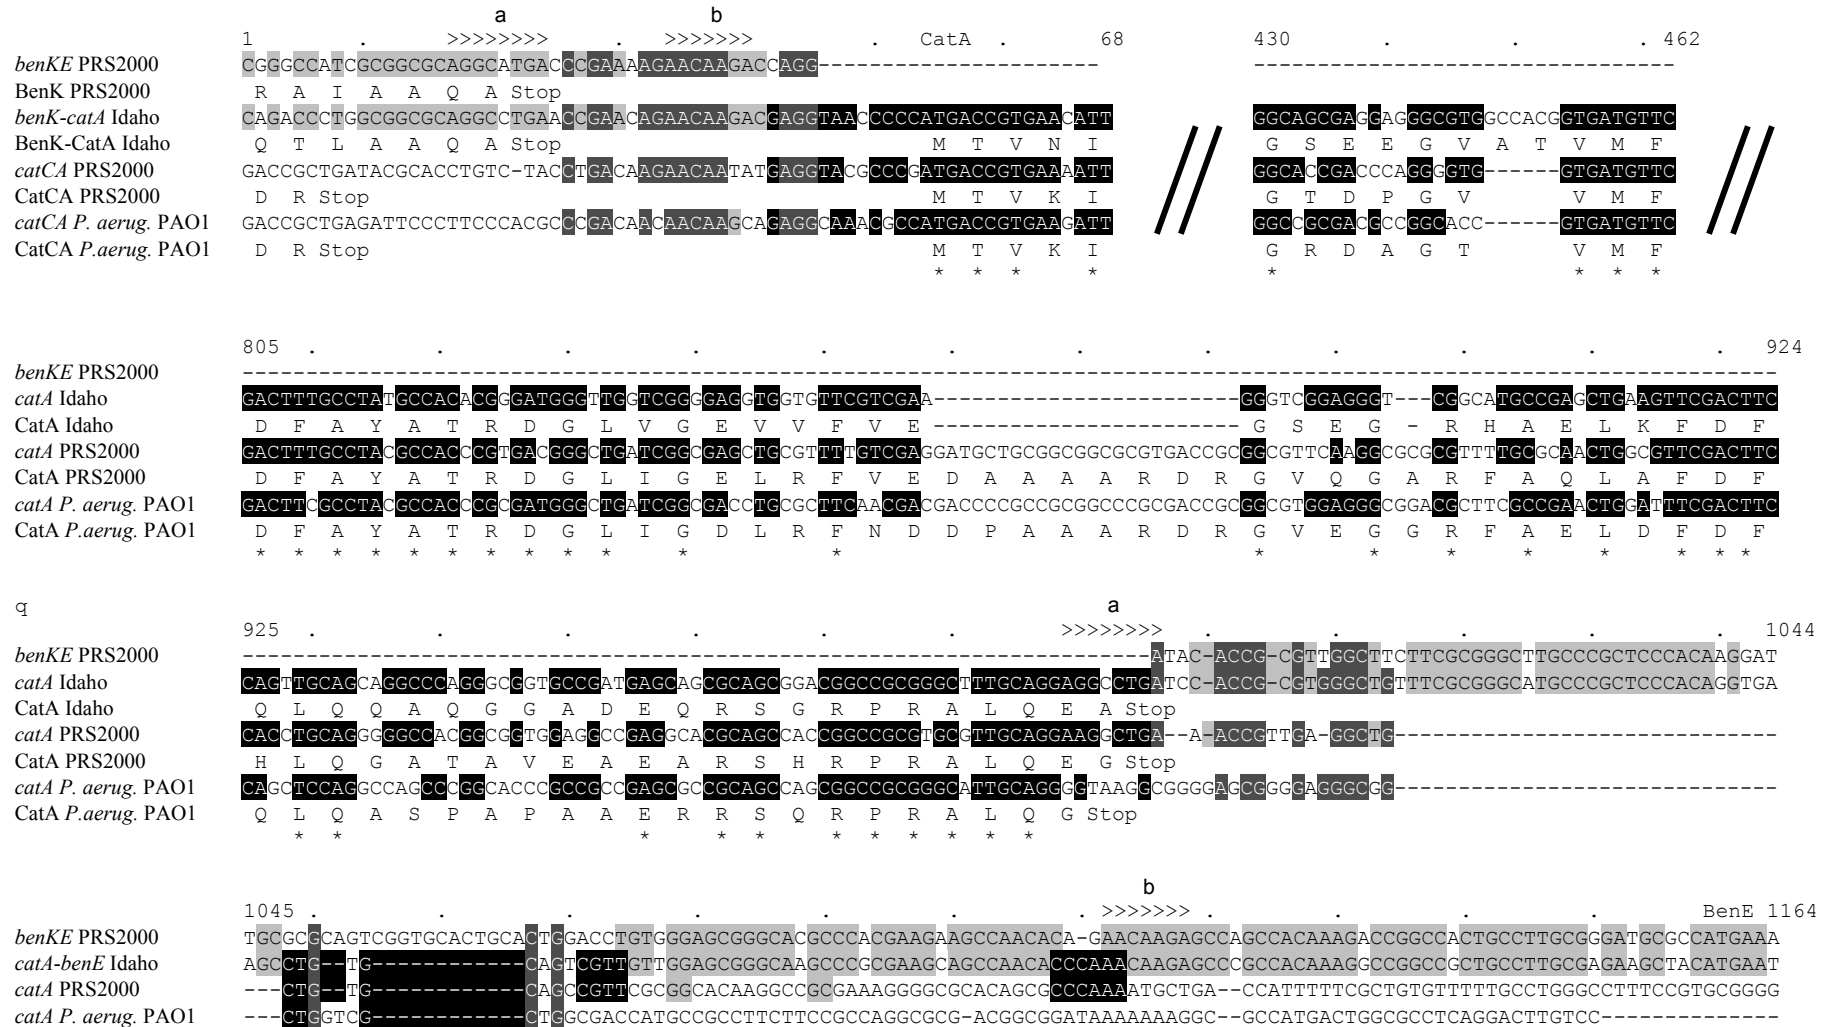 a b
1 . >>>>>>>> . >>>>>>> . CatA . 68 430 . . . 462
benKE PRS2000 CGGGCCATCGCGGCGCAGGCATGACCCGAAAAGAACAAGACCAGG---------------------- ---------------------------------
BenK PRS2000 R A I A A Q A Stop
benK-catA Idaho CAGACCCTGGCGGCGCAGGCCTGAACCGAACAGAACAAGACGAGGTAACCCCCATGACCGTGAACATT GGCAGCGAGGAGGGCGTGGCCACGGTGATGTTC
BenK-CatA Idaho Q T L A A Q A Stop M T V N I G S E E G V A T V M F
catCA PRS2000 GACCGCTGATACGCACCTGTC-TACCTGACAAGAACAATATGAGGTACGCCCGATGACCGTGAAAATT GGCACCGACCCAGGGGTG------GTGATGTTC
CatCA PRS2000 D R Stop M T V K I G T D P G V V M F
catCA P. aerug. PAO1 GACCGCTGAGATTCCCTTCCCACGCCCGACAACAACAAGCAGAGGCAAACGCCATGACCGTGAAGATT GGCCGCGACGCCGGCACC------GTGATGTTC
CatCA P.aerug. PAO1 D R Stop M T V K I G R D A G T V M F
* * * * * * * *
805 . . . . . . . . . . . . 924
benKE PRS2000 ------------------------------------------------------------------------------------------------------------------------
catA Idaho GACTTTGCCTATGCCACACGGGATGGGTTGGTCGGGGAGGTGGTGTTCGTCGAA------------------------GGGTCGGAGGGT---CGGCATGCCGAGCTGAAGTTCGACTTC
CatA Idaho D F A Y A T R D G L V G E V V F V E ------------------------ G S E G - R H A E L K F D F
catA PRS2000 GACTTTGCCTACGCCACCCGTGACGGGCTGATCGGCGAGCTGCGTTTTGTCGAGGATGCTGCGGCGGCGCGTGACCGCGGCGTTCAAGGCGCGCGTTTTGCGCAACTGGCGTTCGACTTC
CatA PRS2000 D F A Y A T R D G L I G E L R F V E D A A A A R D R G V Q G A R F A Q L A F D F
catA P. aerug. PAO1 GACTTCGCCTACGCCACCCGCGATGGGCTGATCGGCGACCTGCGCTTCAACGACGACCCCGCCGCGGCCCGCGACCGCGGCGTGGAGGGCGGACGCTTCGCCGAACTGGATTTCGACTTC
CatA P.aerug. PAO1 D F A Y A T R D G L I G D L R F N D D P A A A R D R G V E G G R F A E L D F D F
* * * * * * * * * * * * * * * * * * * *
q a
925 . . . . . . >>>>>>>> . . . . . 1044
benKE PRS2000 -----------------------------------------------------------------------ATAC-ACCG-CGTTGGCTTCTTCGCGGGCTTGCCCGCTCCCACAAGGAT
catA Idaho CAGTTGCAGCAGGCCCAGGGCGGTGCCGATGAGCAGCGCAGCGGACGGCCGCGGGCTTTGCAGGAGGCCTGATCC-ACCG-CGTGGGCTGTTTCGCGGGCATGCCCGCTCCCACAGGTGA
CatA Idaho Q L Q Q A Q G G A D E Q R S G R P R A L Q E A Stop
catA PRS2000 CACCTGCAGGGGGCCACGGCGGTGGAGGCCGAGGCACGCAGCCACCGGCCGCGTGCGTTGCAGGAAGGCTGA--A-ACCGTTGA-GGCTG------------------------------
CatA PRS2000 H L Q G A T A V E A E A R S H R P R A L Q E G Stop
catA P. aerug. PAO1 CAGCTCCAGGCCAGCCCGGCACCCGCCGCCGAGCGCCGCAGCCAGCGGCCGCGGGCATTGCAGGGGTAAGGCGGGGAGCGGGGAGGGCGG------------------------------
CatA P.aerug. PAO1 Q L Q A S P A P A A E R R S Q R P R A L Q G Stop
* * * * * * * * * * *
b
1045 . . . . . . . >>>>>>> . . . . BenE 1164
benKE PRS2000 TGCGCGCAGTCGGTGCACTGCACTGGACCTGTGGGAGCGGGCACGCCCACGAAGAAGCCAACACA-GAACAAGAGCCAGCCACAAAGACCGGCCACTGCCTTGCGGGATGCGCCATGAAA
catA-benE Idaho AGCCTG--TG------------CAGTCGTTGTTGGAGCGGGCAAGCCCGCGAAGCAGCCAACACCCCAAACAAGAGCCCGCCACAAAGGCCGGCCGCTGCCTTGCGAGAAGCTACATGAAT
catA PRS2000 ---CTG--TG------------CAGCCGTTCGCGGCACAAGGCCGCGAAAGGGGCGCACAGCGCCCAAAATGCTGA--CCATTTTTCGCTGTGTTTTTGCCTGGGCCTTTCCGTGCGGGG
catA P. aerug. PAO1 ---CTGGTCG------------CTGGCGACCATGCCGCCTTCTTCCGCCAGGCGCG-ACGGCGGATAAAAAAAGGC--GCCATGACTGGCGCCTCAGGACTTGTCC--------------